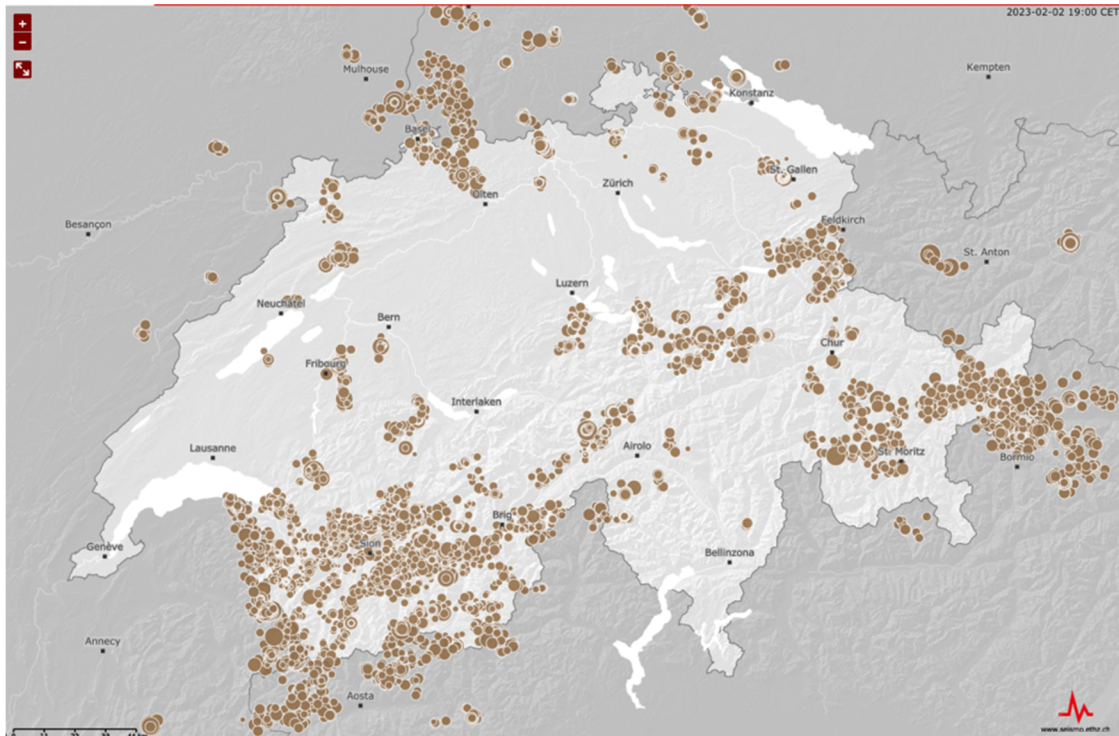 2023-02-02 19:00 CET
+
−
Mulhouse
Kempten
Konstanz
Basel
St. Gallen
Zürich
Olten
Besançon
Feldkirch
St. Anton
Luzern
Neuchâtel
Bern
Chur
Fribourg
Interlaken
Lausanne
Airolo
St. Moritz
Bormio
Brig
Sion
Genève
Bellinzona
Annecy
Aosta
www.seismo.ethz.ch